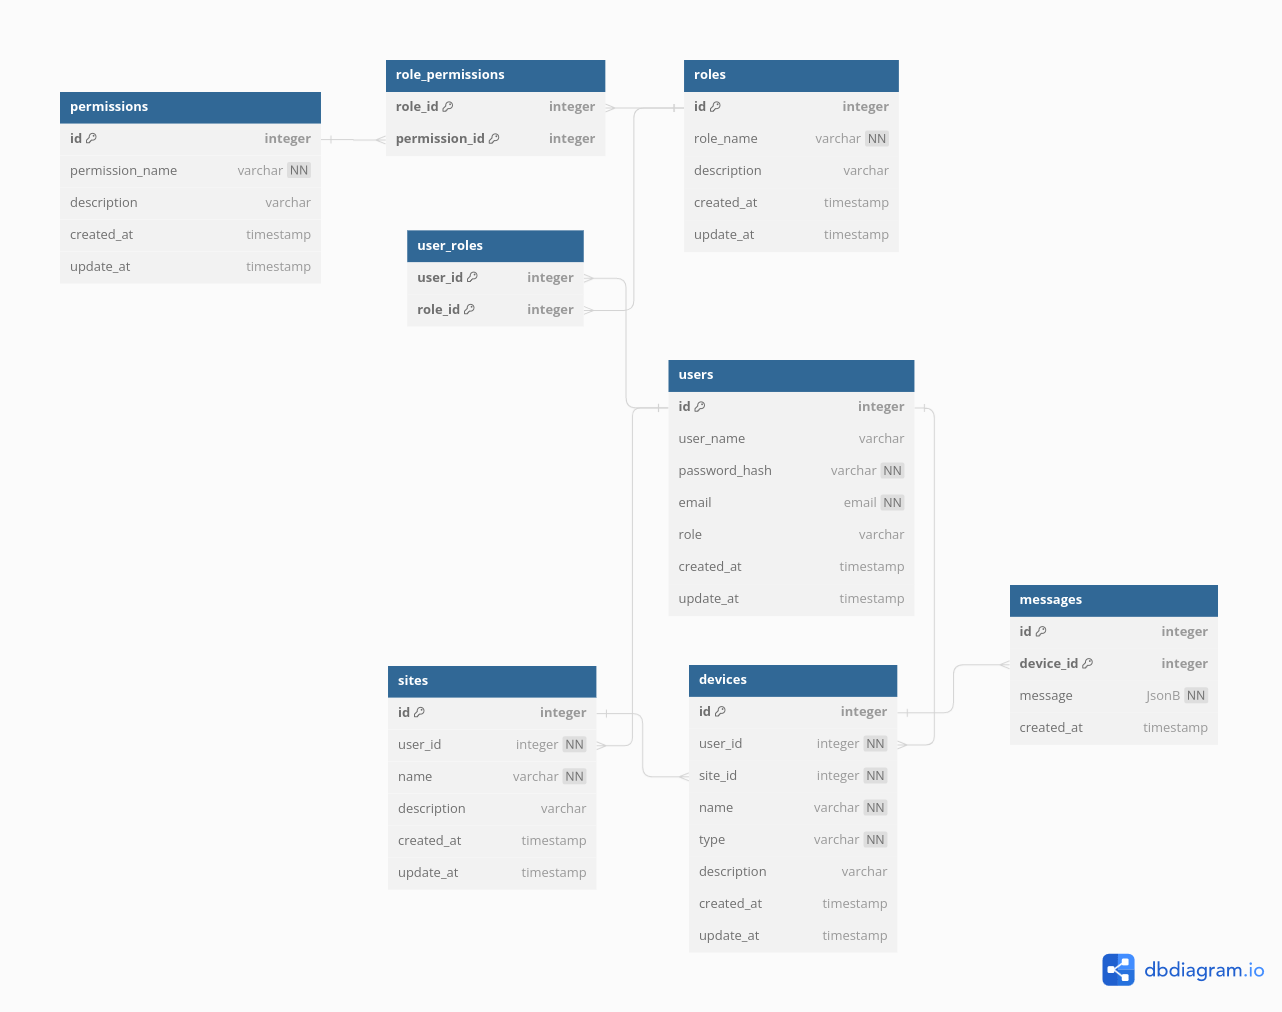 permissions
id integer
permission_name varchar NN
description varchar
created_at timestamp
update_at timestamp
role_permissions
role_id integer
permission_id integer
roles
id integer
role_name varchar NN
description varchar
created_at timestamp
update_at timestamp
user_roles
user_id integer
role_id integer
users
id integer
user_name varchar
password_hash varchar NN
email email NN
role varchar
created_at timestamp
update_at timestamp
messages
id integer
device_id integer
message JsonB NN
created_at timestamp
sites
id integer
user_id integer NN
name varchar NN
description varchar
created_at timestamp
update_at timestamp
devices
id integer
user_id integer NN
site_id integer NN
name varchar NN
type varchar NN
description varchar
created_at timestamp
update_at timestamp
dbdiagram.io